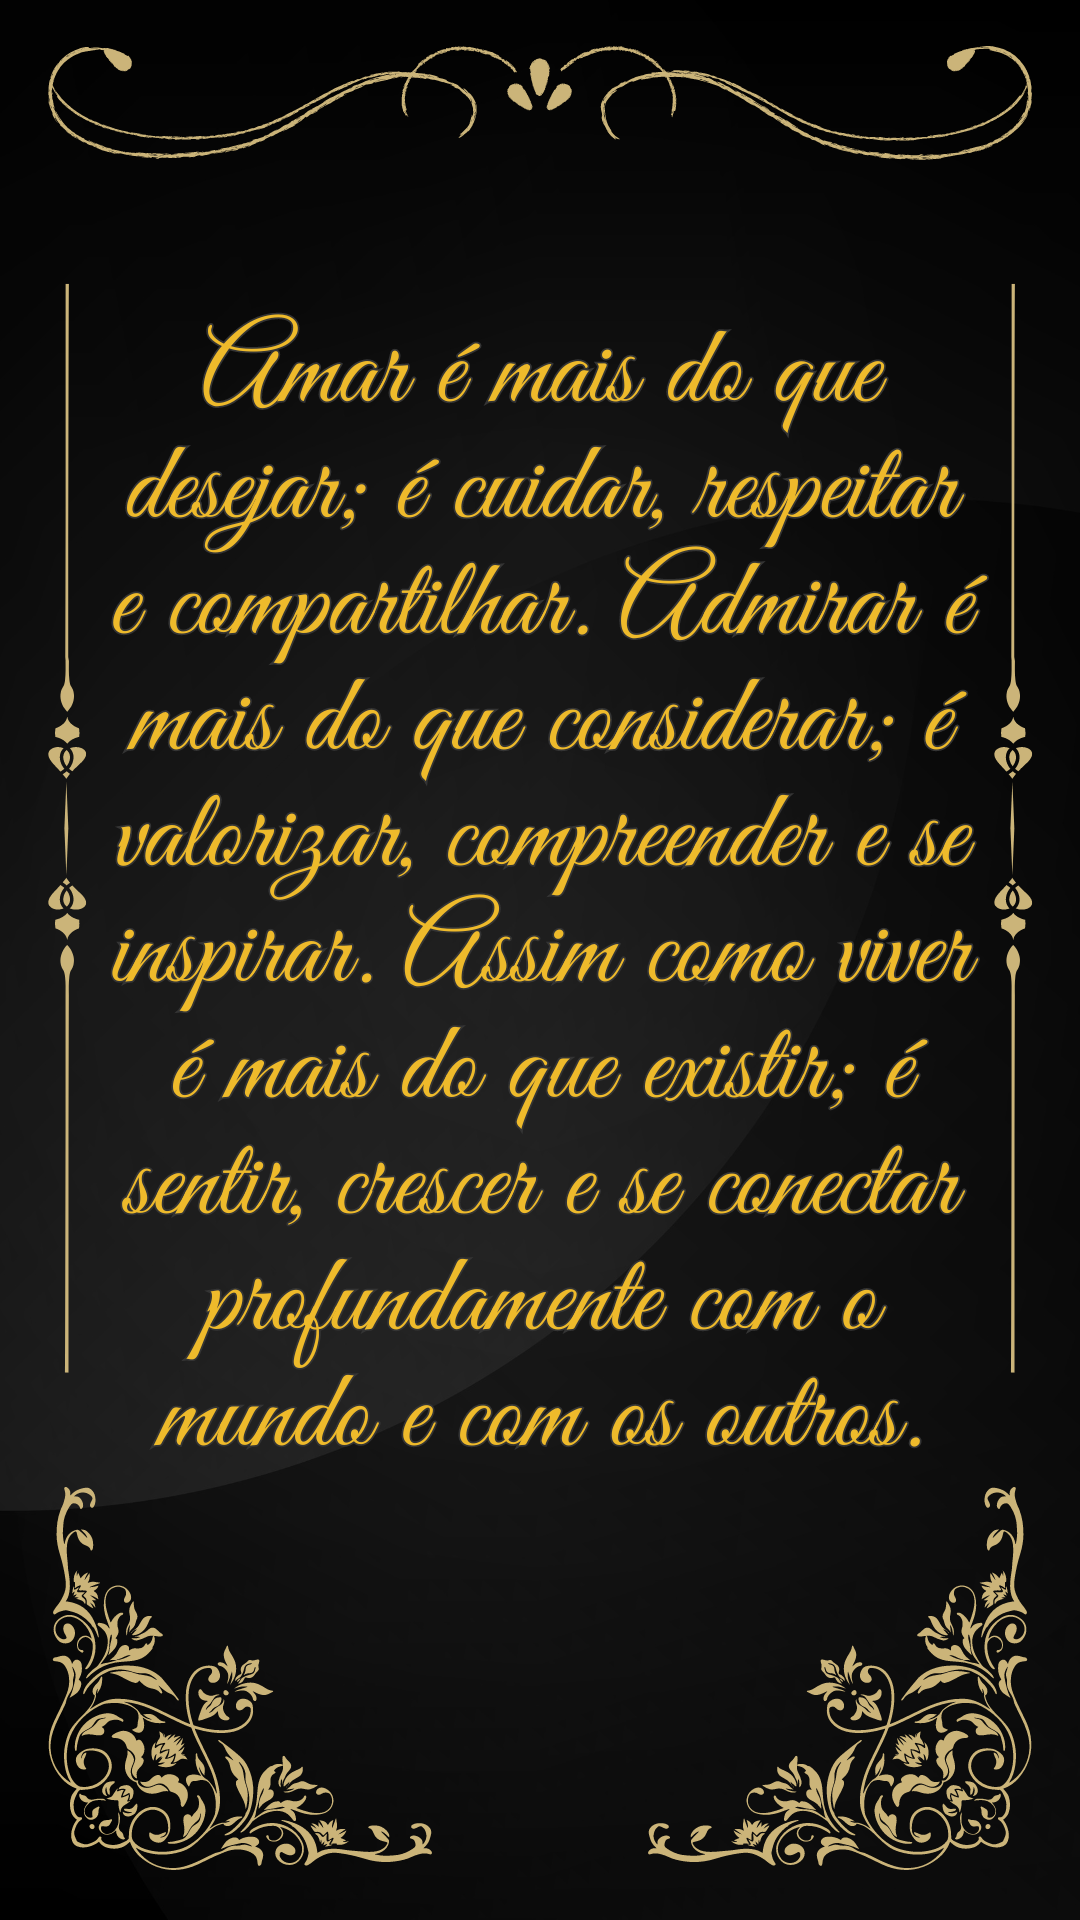 Amar é mais do que
desejar; é cuidar, respeitar
e compartilhar. Admirar é
mais do que considerar; é
valorizar, compreender e se
inspirar. Assim como viver
é mais do que existir; é
sentir, crescer e se conectar
profundamente com o
mundo e com os outros.